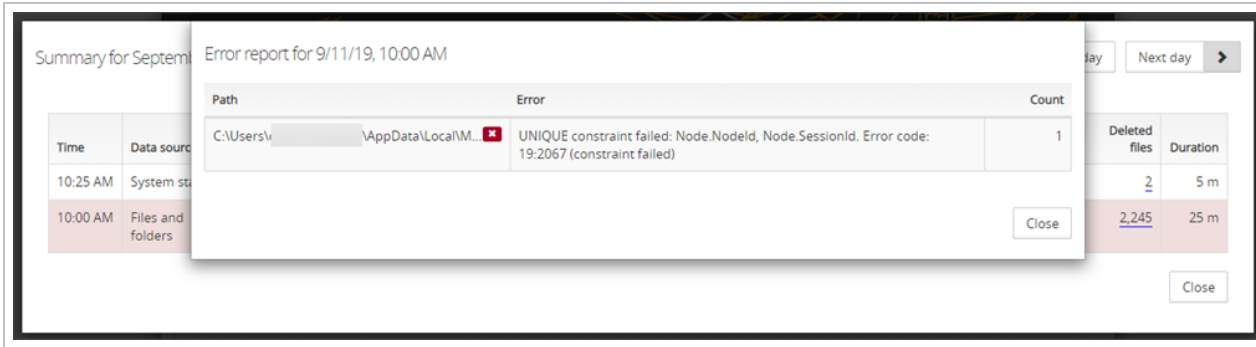 Summary for Septem
Error report for 9/11/19, 10:00 AM
day
Next day
Path
Error
Count
C:\Users\
\AppData\Local\M...
UNIQUE constraint failed: Node.NodeId, Node.SessionId. Error code:
19:2067 (constraint failed)
1
Close
Time
Data sourc
Deleted
files
Duration
10:25 AM
System sta
2
5 m
10:00 AM
Files and
folders
2,245
25 m
Close